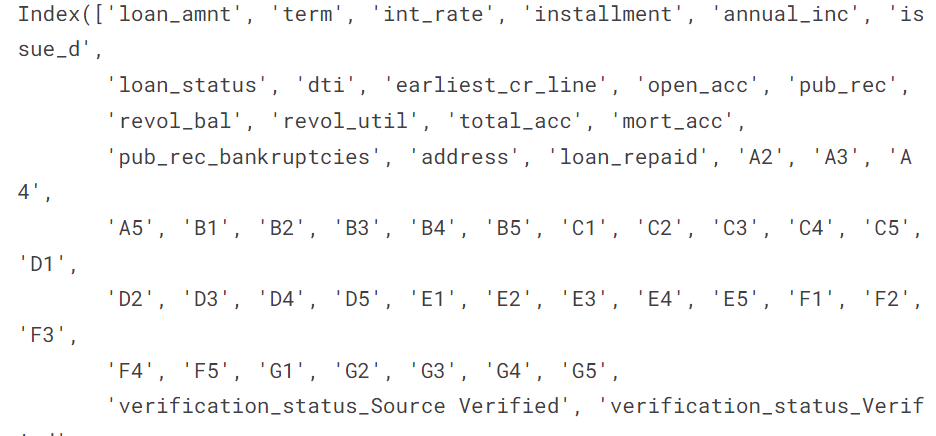 Index(['loan_amnt', 'term', 'int_rate', 'installment', 'annual_inc', 'is
sue_d',
'loan_status', 'dti', 'earliest_cr_line', 'open_acc', 'pub_rec',
'revol_bal', 'revol_util', 'total_acc', 'mort_acc',
'pub_rec_bankruptcies', 'address', 'loan_repaid', 'A2', 'A3', 'A
4',
'A5', 'B1', 'B2', 'B3', 'B4', 'B5', 'C1', 'C2', 'C3', 'C4', 'C5',
'D1',
'D2', 'D3', 'D4', 'D5', 'E1', 'E2', 'E3', 'E4', 'E5', 'F1', 'F2',
'F3',
'F4', 'F5', 'G1', 'G2', 'G3', 'G4', 'G5',
'verification_status_Source Verified', 'verification_status_Verif